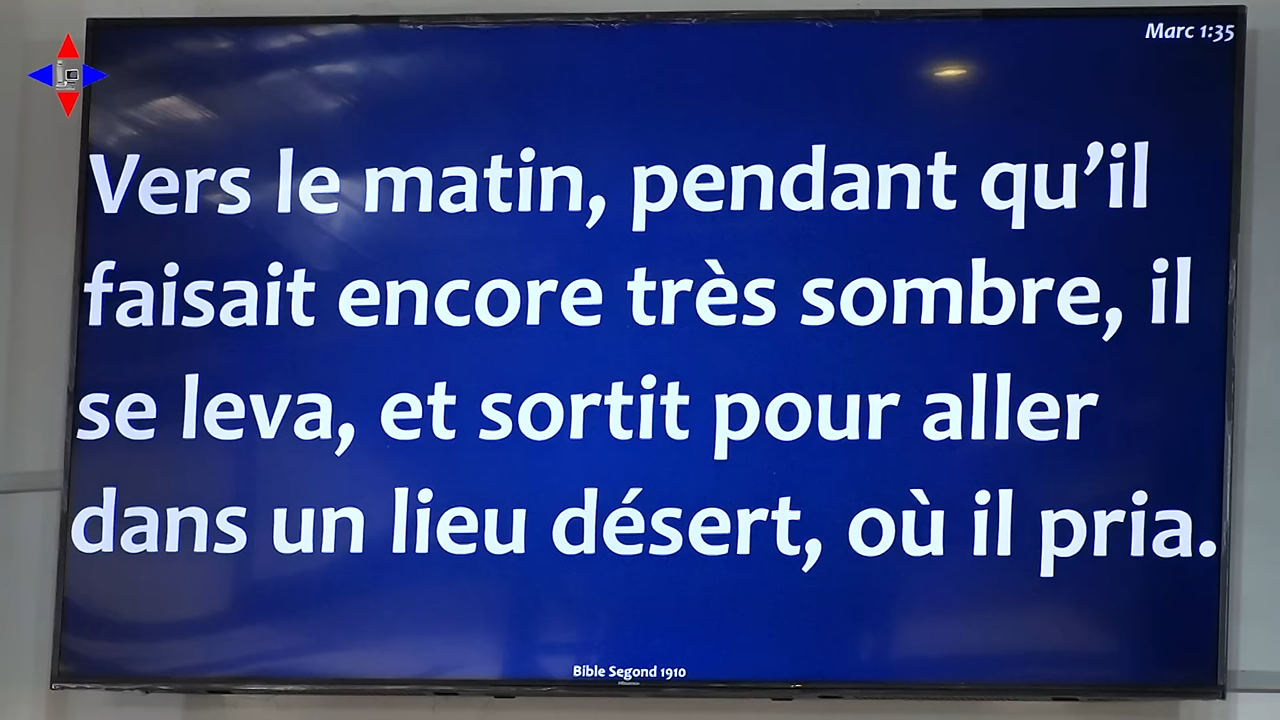 Marc 1:35
Vers le matin, pendant qu’il
faisait encore très sombre, il
se leva, et sortit pour aller
dans un lieu désert, où il pria.
Bible Segond 1910